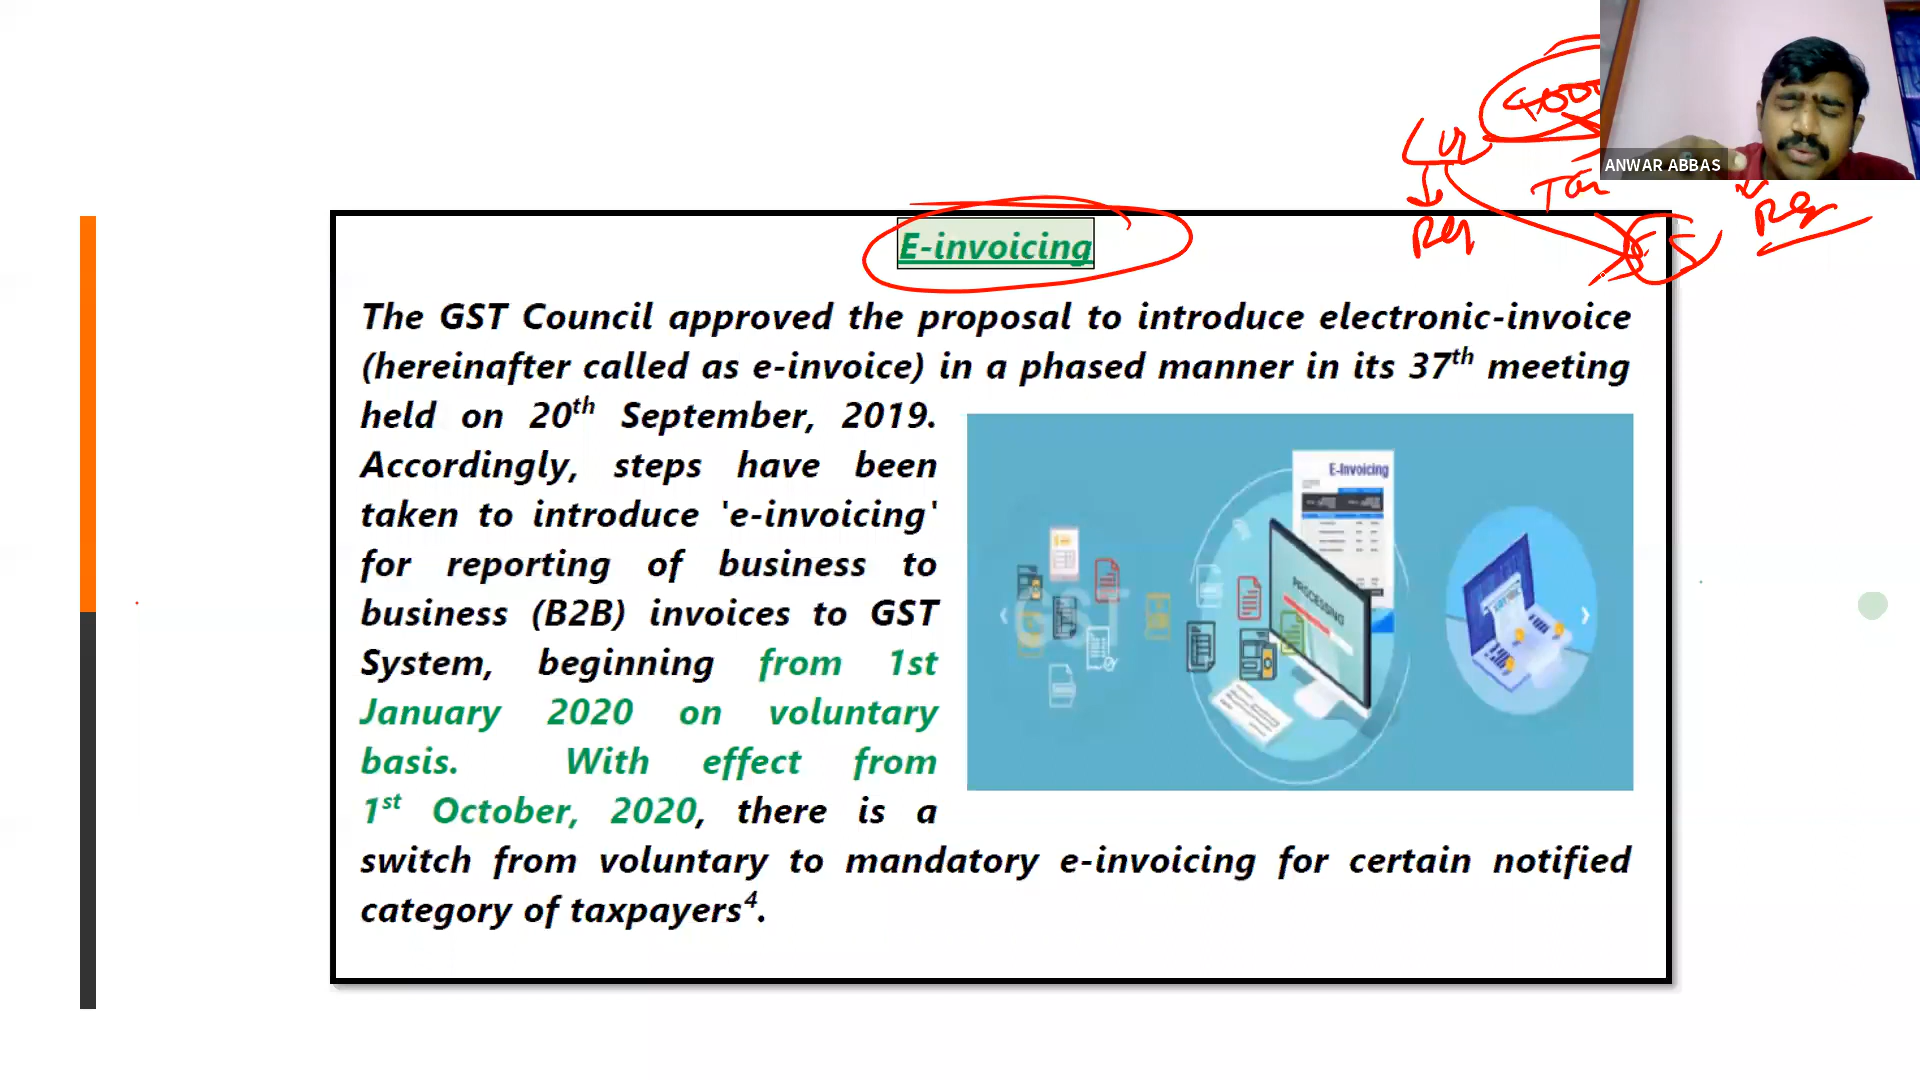 ANWAR ABBAS
E-invoicing
The GST Council approved the proposal to introduce electronic-invoice
(hereinafter called as e-invoice) in a phased manner in its 37th meeting
held on 20th September, 2019.
Accordingly, steps have been
taken to introduce 'e-invoicing'
for reporting of business to
business (B2B) invoices to GST
System, beginning from 1st
January 2020 on voluntary
basis. With effect from
1st October, 2020, there is a
switch from voluntary to mandatory e-invoicing for certain notified
category of taxpayers4.
E-Invoicing
PROCESSING
GST